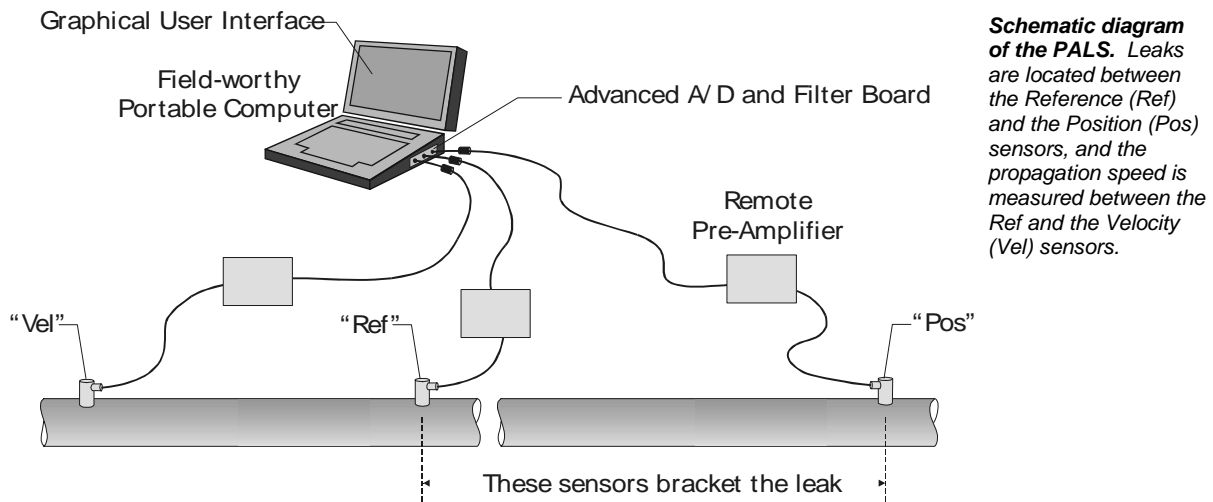 Graphical User Interface
Field-worthy
Portable Computer
Advanced A/D and Filter Board
Remote
Pre-Amplifier
“Vel”
“Ref”
“Pos”
These sensors bracket the leak
Schematic diagram
of the PALS. Leaks
are located between
the Reference (Ref)
and the Position (Pos)
sensors, and the
propagation speed is
measured between the
Ref and the Velocity
(Vel) sensors.